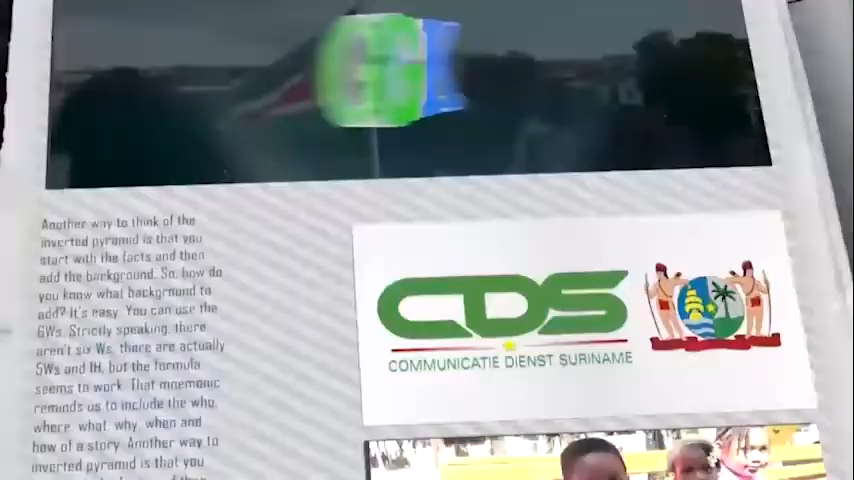 Another way to think of the
inverted pyramid is that you
start with the facts and then
add the background. So, how do
you know what background to
add? It's easy. You can use the
6Ws. Strictly speaking, there
aren't six Ws, there are actually
5Ws and 1H, but the formula
seems to work. That mnemonic
reminds us to include the who,
where what, why, when and
how of a story. Another way to
inverted pyramid is that you
CDS
COMMUNICATIE DIENST SURINAME